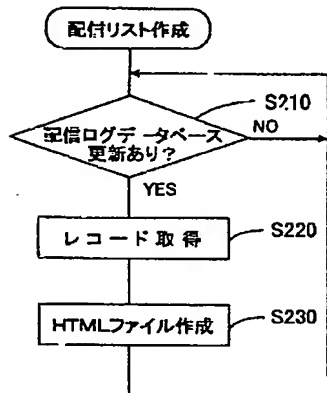 配付リスト作成
S210
配信ログデータベース
更新あり？
NO
YES
レコード取得
S220
HTMLファイル作成
S230